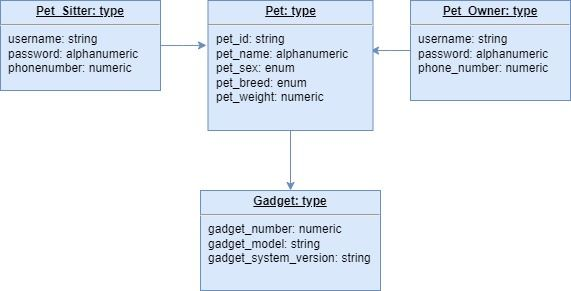 Pet_Sitter: type
username: string
password: alphanumeric
phonenumber: numeric
Pet: type
pet_id: string
pet_name: alphanumeric
pet_sex: enum
pet_breed: enum
pet_weight: numeric
Pet_Owner: type
username: string
password: alphanumeric
phone_number: numeric
Gadget: type
gadget_number: numeric
gadget_model: string
gadget_system_version: string